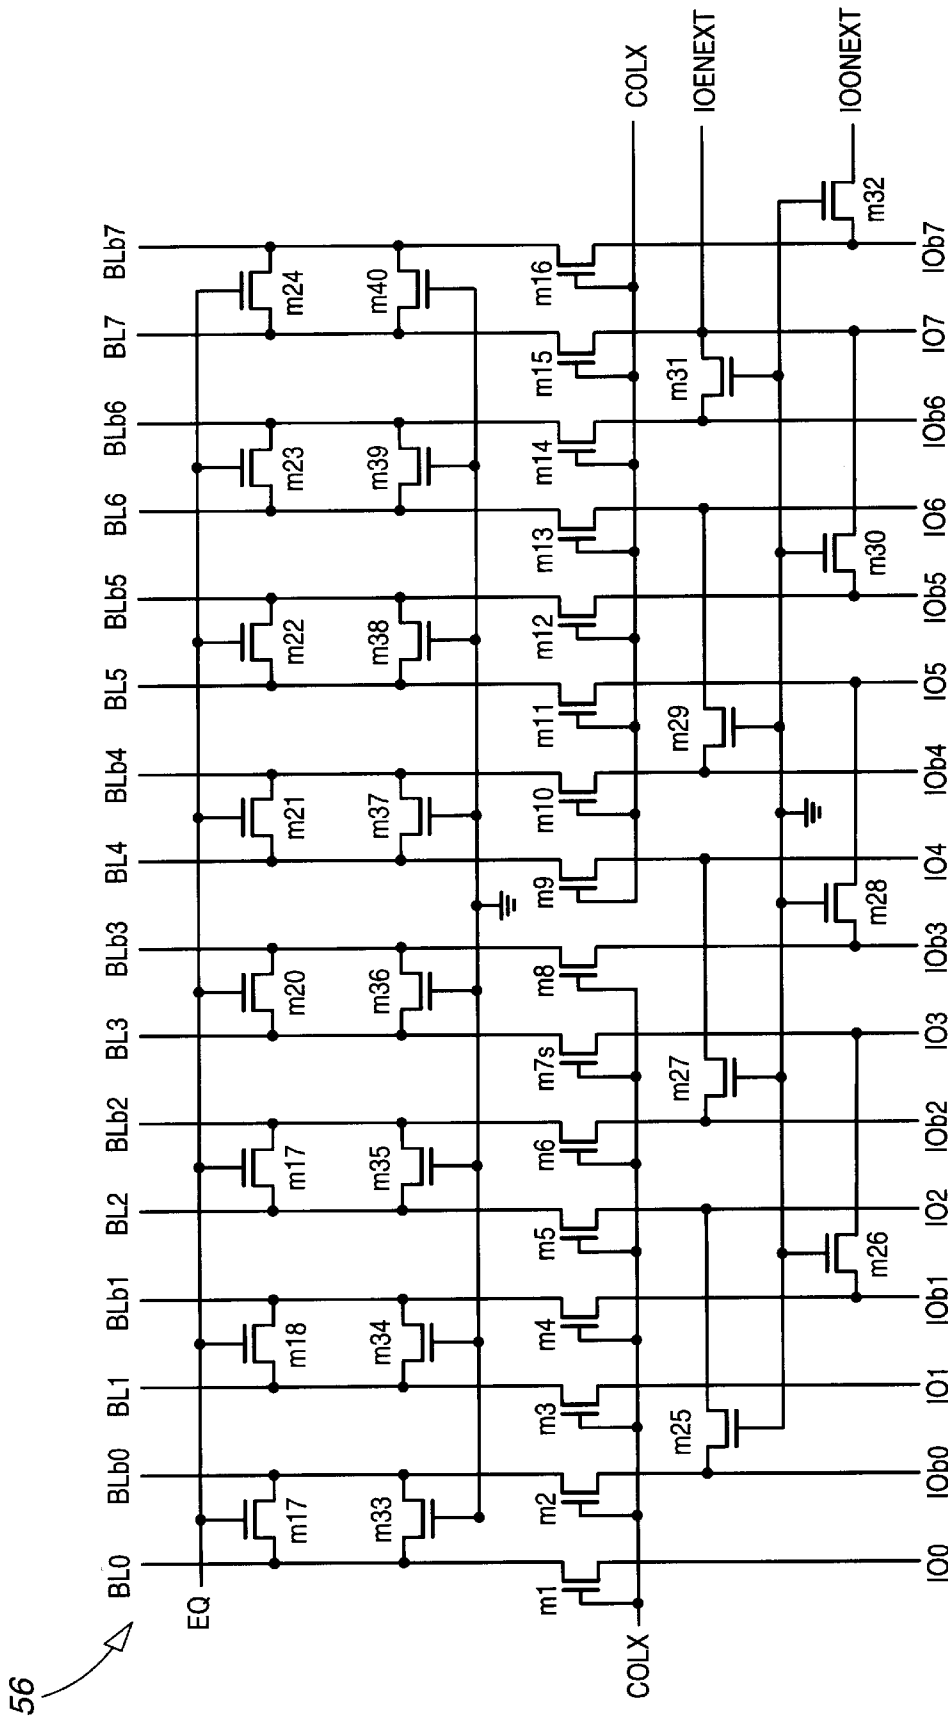 56
BL0 BLb0 BL1 BLb1 BL2 BLb2 BL3 BLb3 BL4 BLb4 BL5 BLb5 BL6 BLb6 BL7 BLb7
EQ
m17 m18 m17 m20 m21 m22 m23 m24
m33 m34 m35 m36 m37 m38 m39 m40
m1 m2 m3 m4 m5 m6 m7s m8 m9 m10 m11 m12 m13 m14 m15 m16
COLX COLX
m25 m27 m29 m31 IOENEXT
m26 m28 m30 m32 IOONEXT
IO0 IOb0 IO1 IOb1 IO2 IOb2 IO3 IOb3 IO4 IOb4 IO5 IOb5 IO6 IOb6 IO7 IOb7